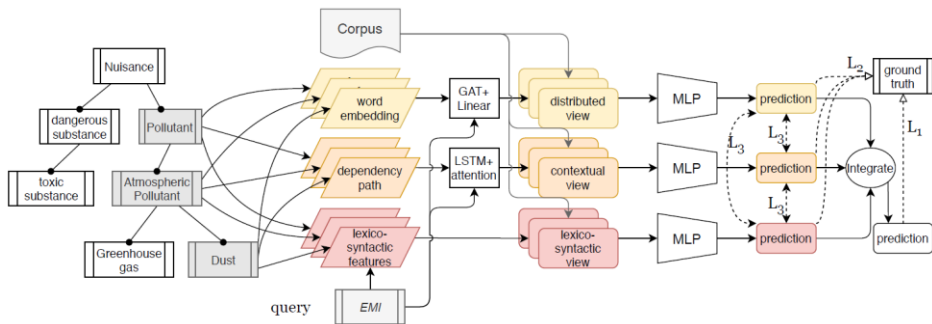 Corpus
Nuisance
dangerous
substance
Pollutant
toxic
substance
Atmospheric
Pollutant
Greenhouse
gas
Dust
word
embedding
dependency
path
lexico-
syntactic
features
query
EMI
GAT+
Linear
LSTM+
attention
distributed
view
contextual
view
lexico-
syntactic
view
MLP
MLP
MLP
prediction
prediction
prediction
L3
L3
L3
L2
ground
truth
L1
Integrate
prediction